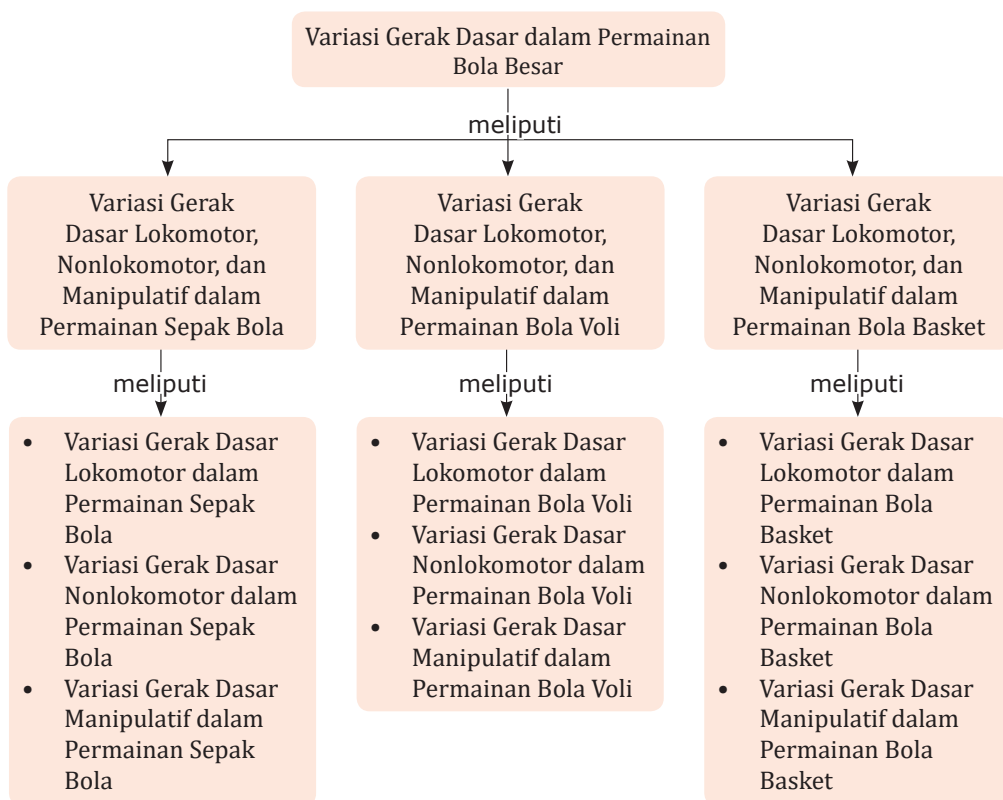 Variasi Gerak Dasar dalam Permainan
Bola Besar
meliputi
Variasi Gerak
Dasar Lokomotor,
Nonlokomotor, dan
Manipulatif dalam
Permainan Sepak Bola
Variasi Gerak
Dasar Lokomotor,
Nonlokomotor, dan
Manipulatif dalam
Permainan Bola Voli
Variasi Gerak
Dasar Lokomotor,
Nonlokomotor, dan
Manipulatif dalam
Permainan Bola Basket
meliputi
meliputi
meliputi
• Variasi Gerak Dasar
Lokomotor dalam
Permainan Sepak
Bola
• Variasi Gerak Dasar
Nonlokomotor dalam
Permainan Sepak
Bola
• Variasi Gerak Dasar
Manipulatif dalam
Permainan Sepak
Bola
• Variasi Gerak Dasar
Lokomotor dalam
Permainan Bola Voli
• Variasi Gerak Dasar
Nonlokomotor dalam
Permainan Bola Voli
• Variasi Gerak Dasar
Manipulatif dalam
Permainan Bola Voli
• Variasi Gerak Dasar
Lokomotor dalam
Permainan Bola
Basket
• Variasi Gerak Dasar
Nonlokomotor dalam
Permainan Bola
Basket
• Variasi Gerak Dasar
Manipulatif dalam
Permainan Bola
Basket